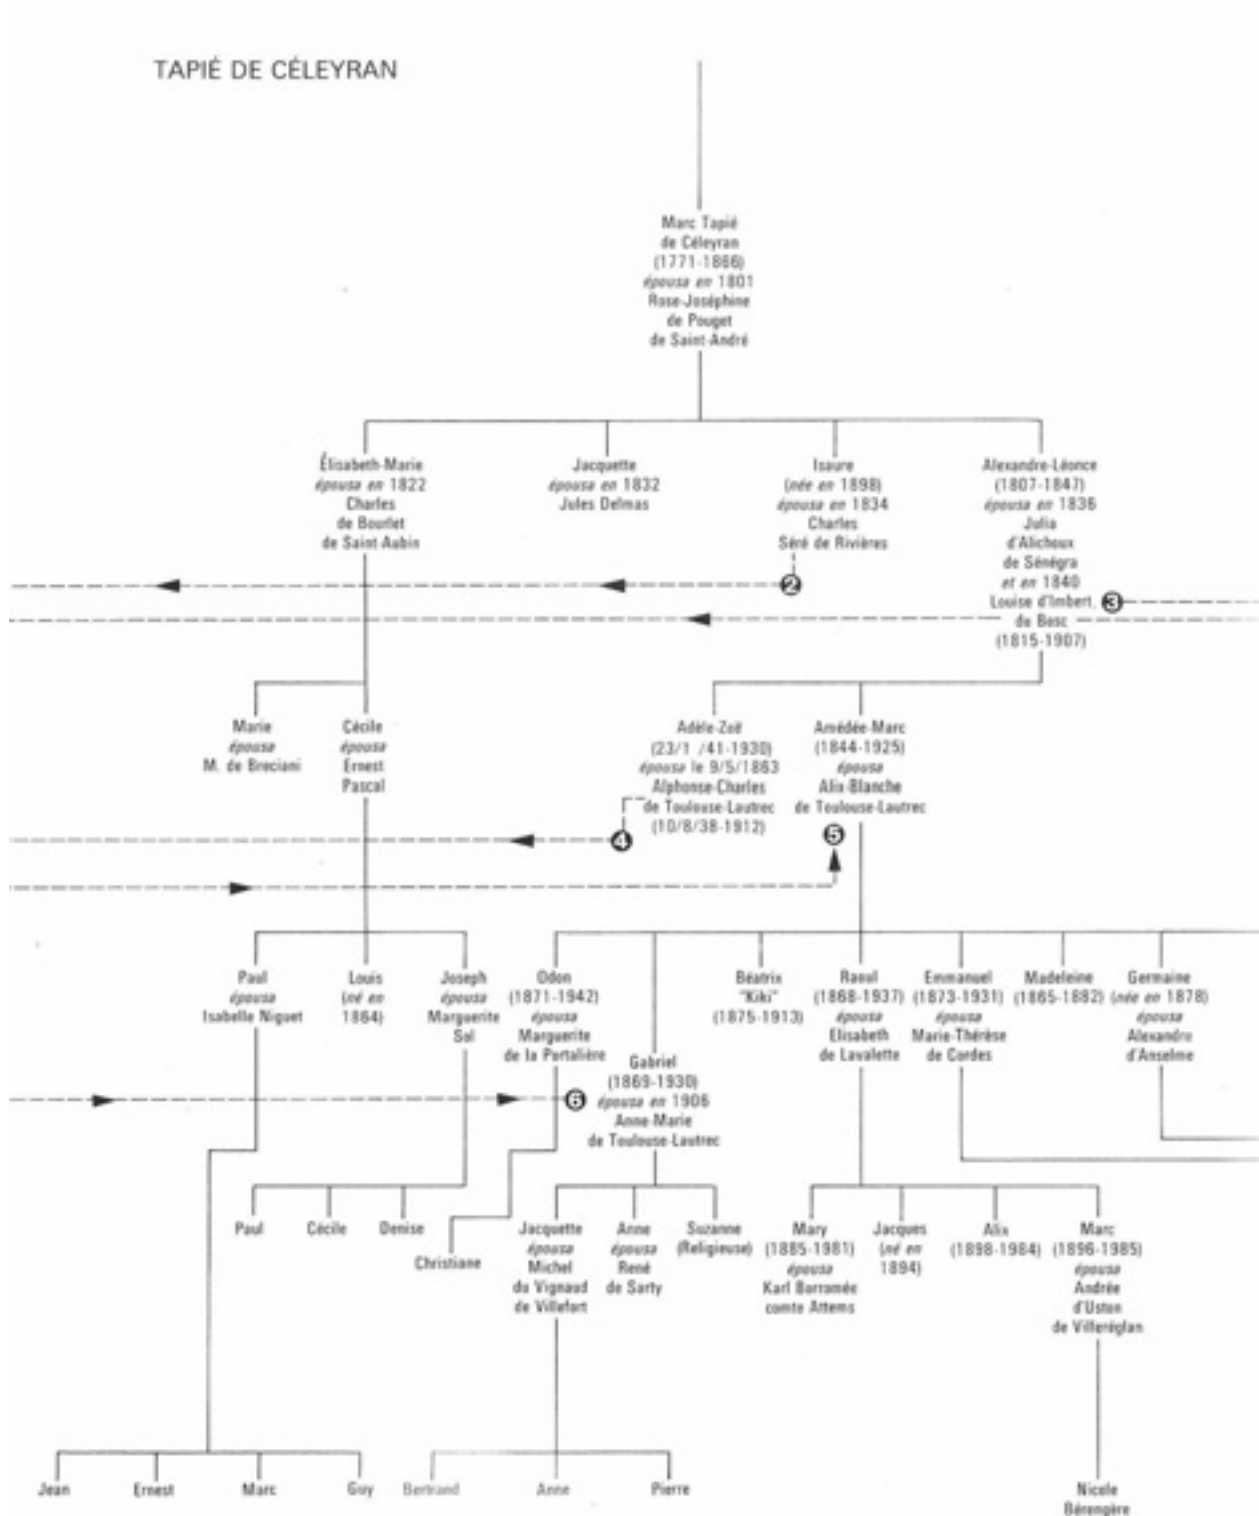 TAPIÉ DE CÉLEYRAN
Marc Tapié
de Céleyran
(1771-1866)
épousa en 1801
Rose-Joséphine
de Pouget
de Saint-André
Élisabeth-Marie
épousa en 1822
Charles
de Bourlet
de Saint-Aubin
Jacquette
épousa en 1832
Jules Delmas
Isaure
(née en 1898)
épousa en 1834
Charles
Séré de Rivières
2
Alexandre-Léonce
(1807-1847)
épousa en 1836
Julia
d'Alichoux
de Sénégra
et en 1840
Louise d'Imbert
du Bosc
(1815-1907)
3
Marie
épousa
M. de Breciani
Cécile
épousa
Ernest
Pascal
Adèle-Zoë
(23/1 /41-1930)
épousa le 9/5/1863
Alphonse-Charles
de Toulouse-Lautrec
(10/8/38-1912)
4
Amédée-Marc
(1844-1925)
épousa
Alix-Blanche
de Toulouse-Lautrec
5
Paul
épousa
Isabelle Niguet
Louis
(né en
1864)
Joseph
épousa
Marguerite
Sol
Odon
(1871-1942)
épousa
Marguerite
de la Portalière
6
Gabriel
(1869-1930)
épousa en 1906
Anne-Marie
de Toulouse-Lautrec
Béatrix
"Kiki"
(1875-1913)
Raoul
(1868-1937)
épousa
Elisabeth
de Lavalette
Emmanuel
(1873-1931)
épousa
Marie-Thérèse
de Cordes
Madeleine
(1865-1882)
Germaine
(née en 1878)
épousa
Alexandre
d'Anselme
Paul
Cécile
Denise
Christiane
Jacquette
épousa
Michel
du Vignaud
de Villefort
Anne
épousa
René
de Sarty
Suzanne
(Religieuse)
Mary
(1885-1981)
épousa
Karl Borromée
comte Attems
Jacques
(né en
1894)
Alix
(1898-1984)
Marc
(1896-1985)
épousa
Andrée
d'Uston
de Villeréglan
Jean
Ernest
Marc
Guy
Bertrand
Anne
Pierre
Nicole
Bérengère